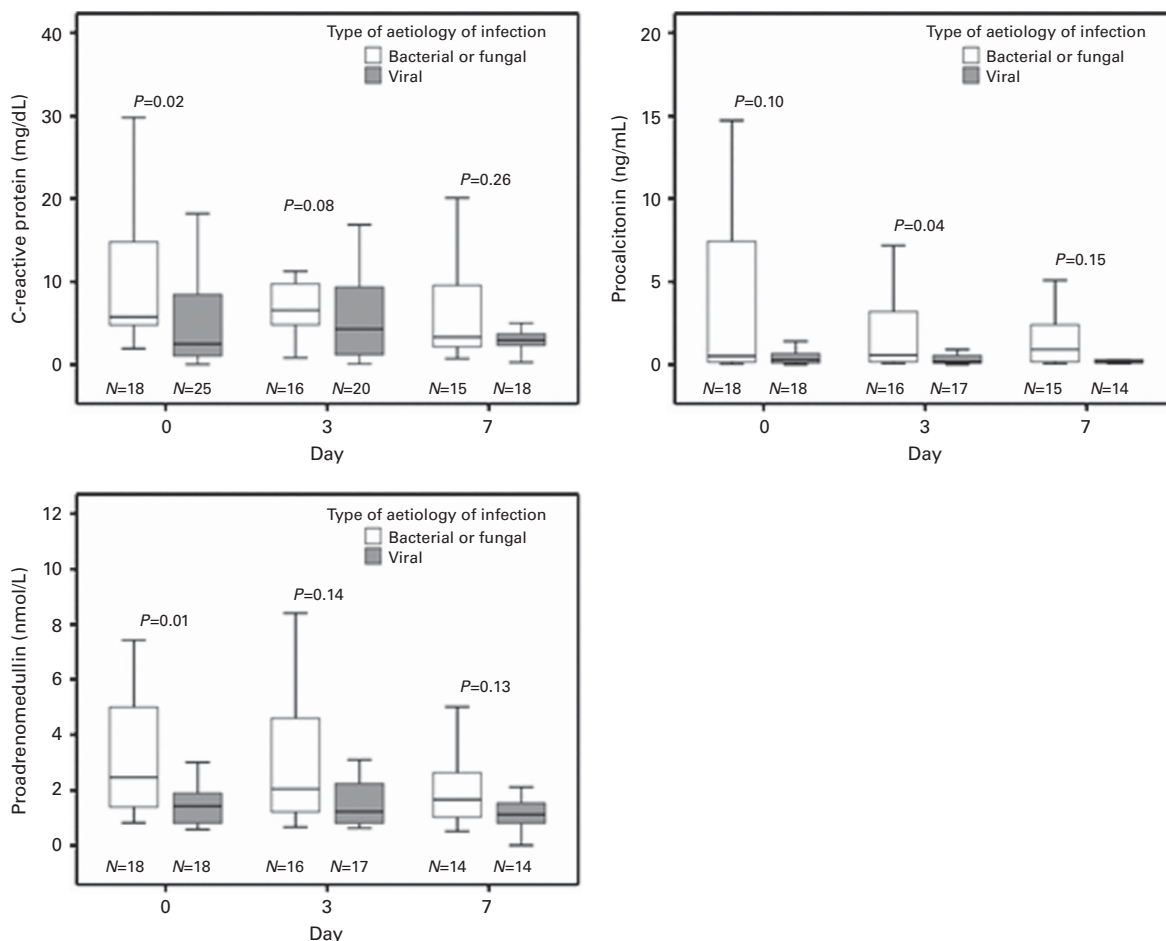 Type of aetiology of infection
Bacterial or fungal
Viral
C-reactive protein (mg/dL)
40
30
20
10
0
P=0.02
P=0.08
P=0.26
N=18 N=25 N=16 N=20 N=15 N=18
0 3 7
Day
Type of aetiology of infection
Bacterial or fungal
Viral
Procalcitonin (ng/mL)
20
15
10
5
0
P=0.10
P=0.04
P=0.15
N=18 N=18 N=16 N=17 N=15 N=14
0 3 7
Day
Type of aetiology of infection
Bacterial or fungal
Viral
Proadrenomedullin (nmol/L)
12
10
8
6
4
2
0
P=0.01
P=0.14
P=0.13
N=18 N=18 N=16 N=17 N=14 N=14
0 3 7
Day